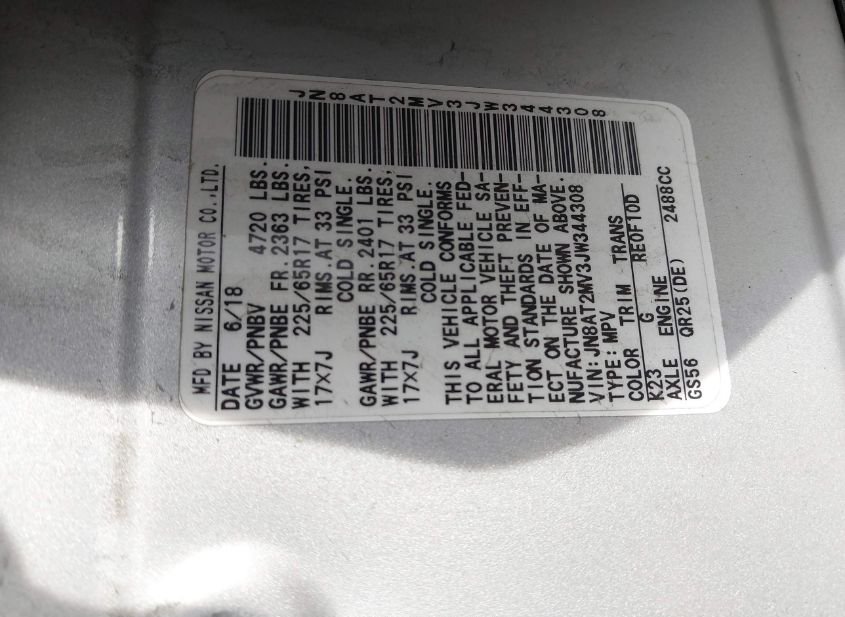 MFD BY NISSAN MOTOR CO.,LTD.
DATE 6/18
GVWR/PNBV 4720 LBS.
GAWR/PNBE FR. 2363 LBS.
WITH 225/65R17 TIRES,
17X7J RIMS.AT 33 PSI
COLD SINGLE.
GAWR/PNBE RR. 2401 LBS.
WITH 225/65R17 TIRES,
17X7J RIMS.AT 33 PSI
COLD SINGLE.
THIS VEHICLE CONFORMS
TO ALL APPLICABLE FED-
ERAL MOTOR VEHICLE SA-
FETY AND THEFT PREVEN-
TION STANDARDS IN EFF-
ECT ON THE DATE OF MA-
NUFACTURE SHOWN ABOVE.
VIN:JN8AT2MV3JW344308
TYPE: MPV
COLOR TRIM TRANS
K23 G RE0F10D
AXLE ENGINE
GS56 QR25(DE) 2488CC
JN8AT2MV3JW344308